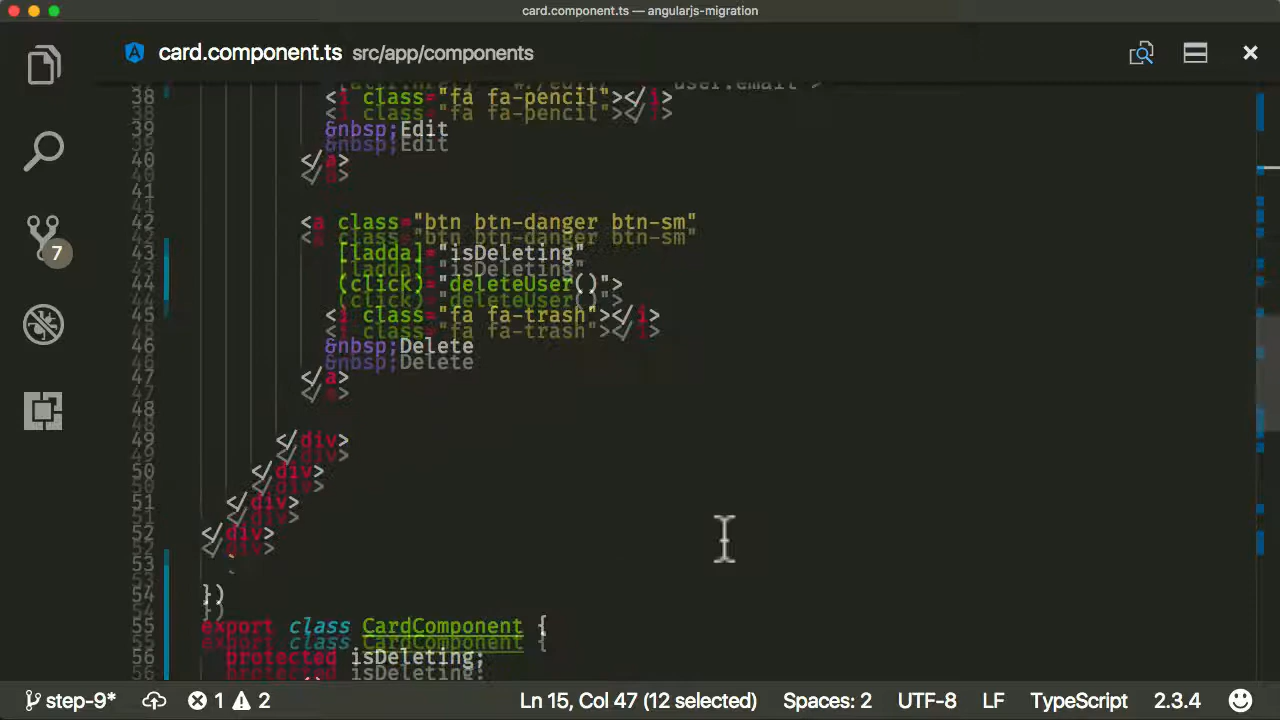 card.component.ts — angularjs-migration
card.component.ts src/app/components
user.email">
38 <i class="fa fa-pencil"></i>
39 &nbsp;Edit
40 </a>
41
42 <a class="btn btn-danger btn-sm"
43 [ladda]="isDeleting"
44 (click)="deleteUser()">
45 <i class="fa fa-trash"></i>
46 &nbsp;Delete
47 </a>
48
49 </div>
50 </div>
51 </div>
52 </div>
53 `
54 })
55 export class CardComponent {
56 protected isDeleting;
7
step-9* 1 2 Ln 15, Col 47 (12 selected) Spaces: 2 UTF-8 LF TypeScript 2.3.4